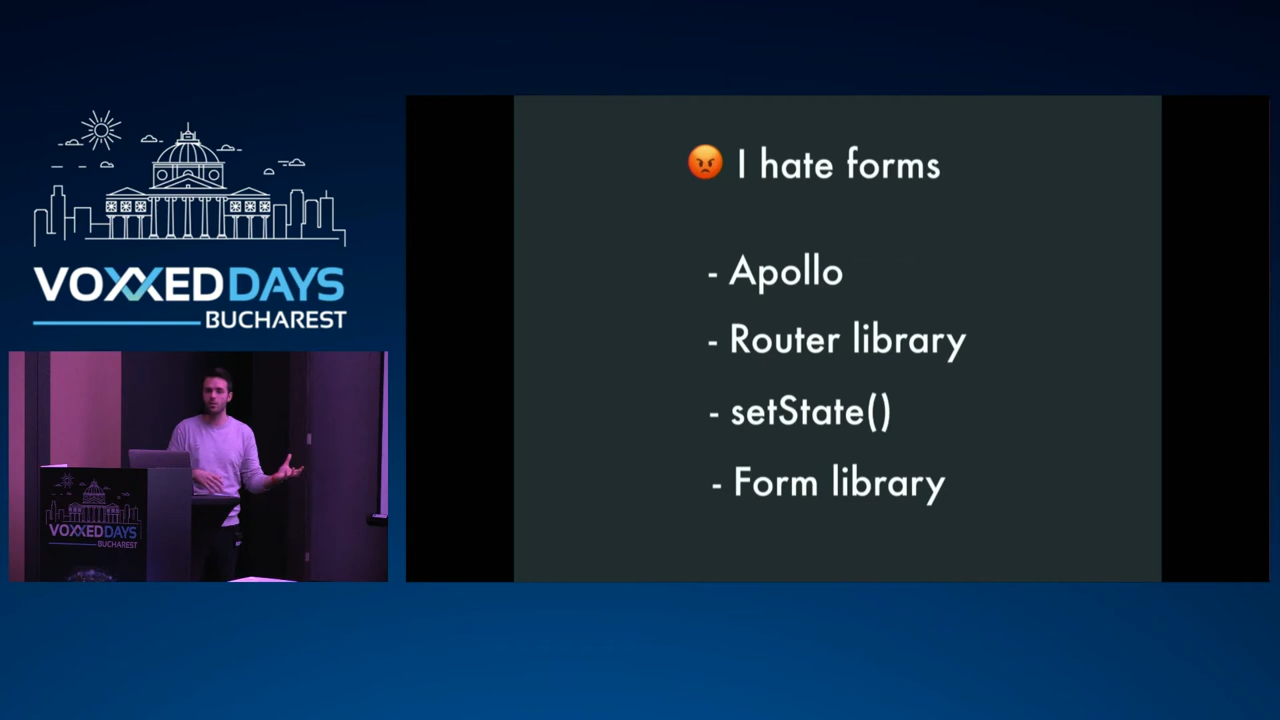 VOXXED DAYS
BUCHAREST
VOXXED DAYS
BUCHAREST
😡 I hate forms
- Apollo
- Router library
- setState()
- Form library